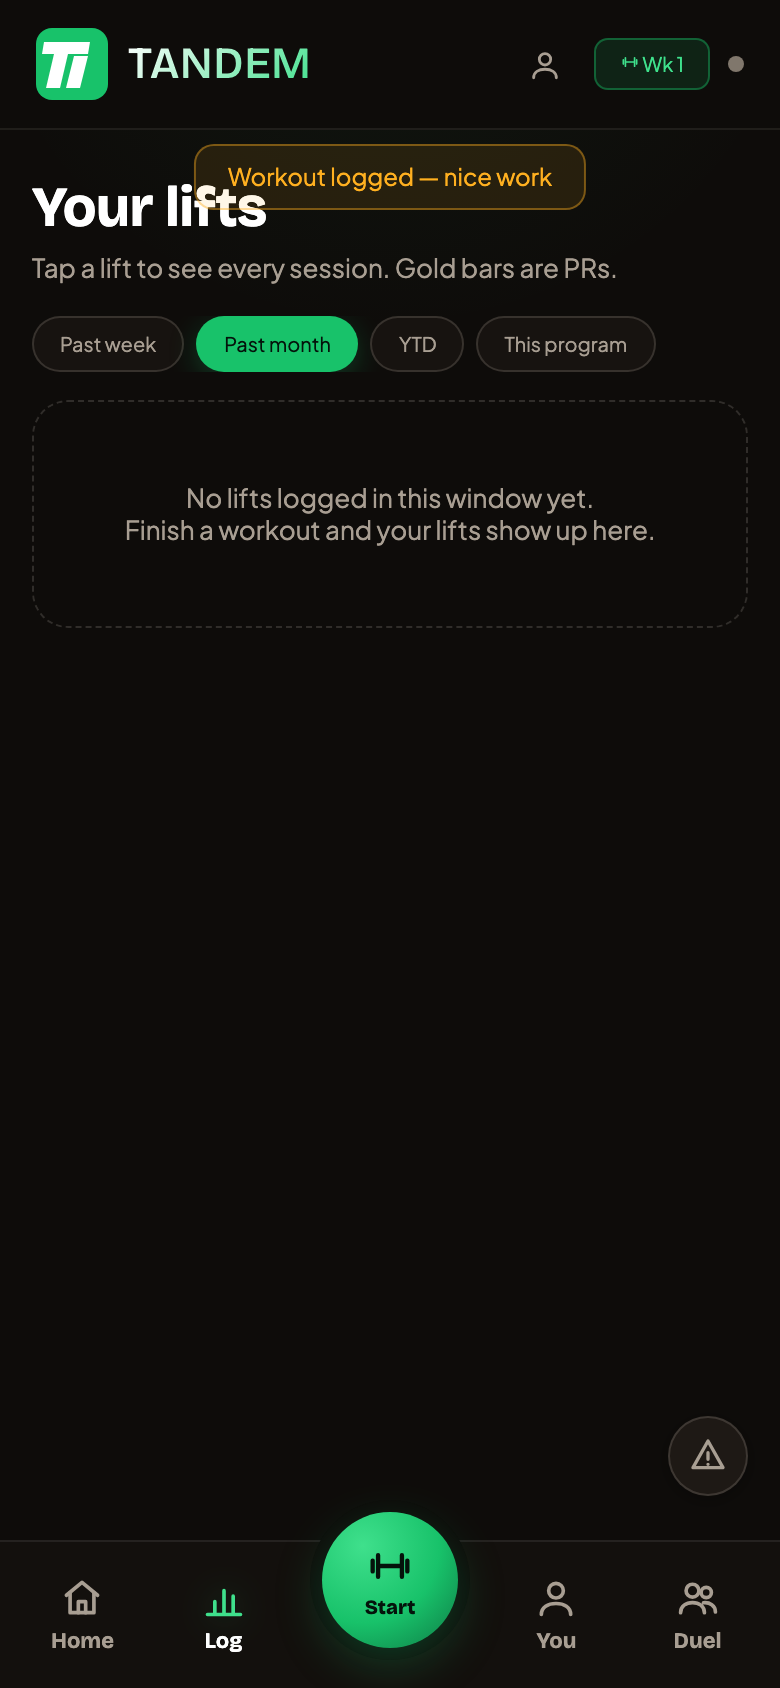 TANDEM
Wk 1
Workout logged — nice work
Your lifts
Tap a lift to see every session. Gold bars are PRs.
Past week
Past month
YTD
This program
No lifts logged in this window yet.
Finish a workout and your lifts show up here.
Start
Home
Log
You
Duel